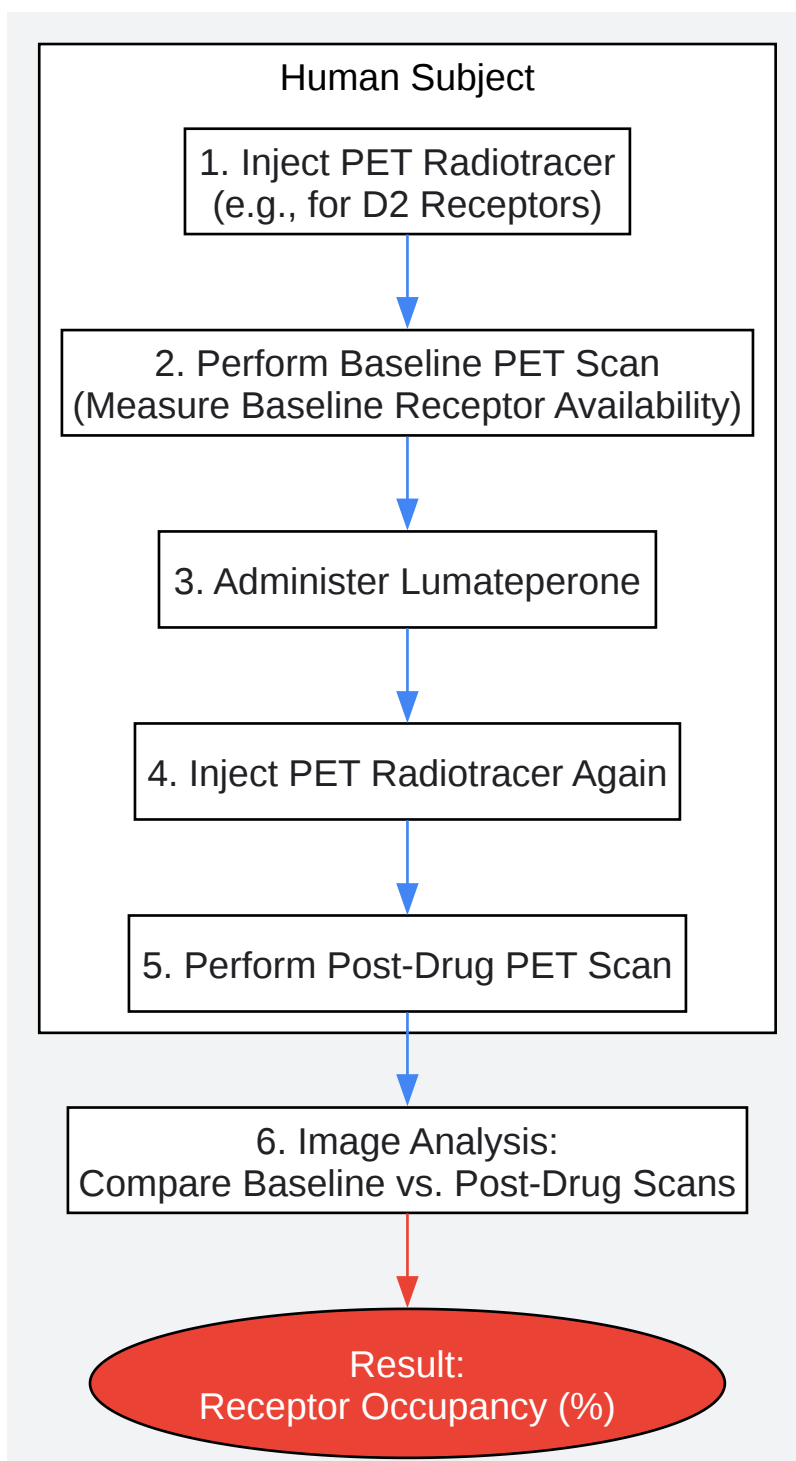 Human Subject
1. Inject PET Radiotracer
(e.g., for D2 Receptors)
2. Perform Baseline PET Scan
(Measure Baseline Receptor Availability)
3. Administer Lumateperone
4. Inject PET Radiotracer Again
5. Perform Post-Drug PET Scan
6. Image Analysis:
Compare Baseline vs. Post-Drug Scans
Result:
Receptor Occupancy (%)